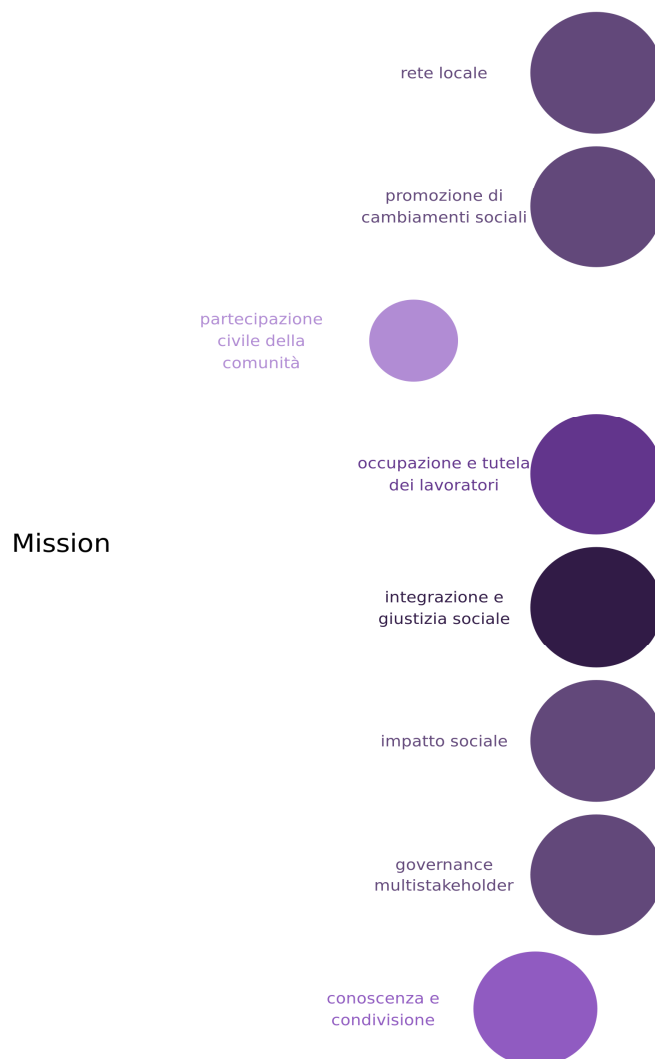 rete locale
promozione di
cambiamenti sociali
partecipazione
civile della
comunità
occupazione e tutela
dei lavoratori
Mission
integrazione e
giustizia sociale
impatto sociale
governance
multistakeholder
conoscenza e
condivisione